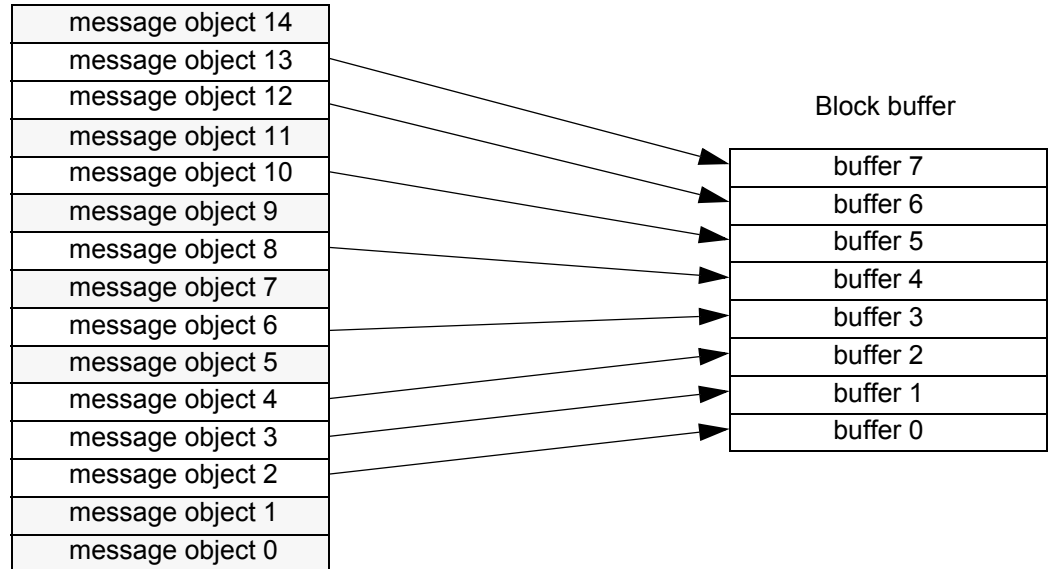 message object 14
message object 13
message object 12
message object 11
message object 10
message object 9
message object 8
message object 7
message object 6
message object 5
message object 4
message object 3
message object 2
message object 1
message object 0
Block buffer
buffer 7
buffer 6
buffer 5
buffer 4
buffer 3
buffer 2
buffer 1
buffer 0